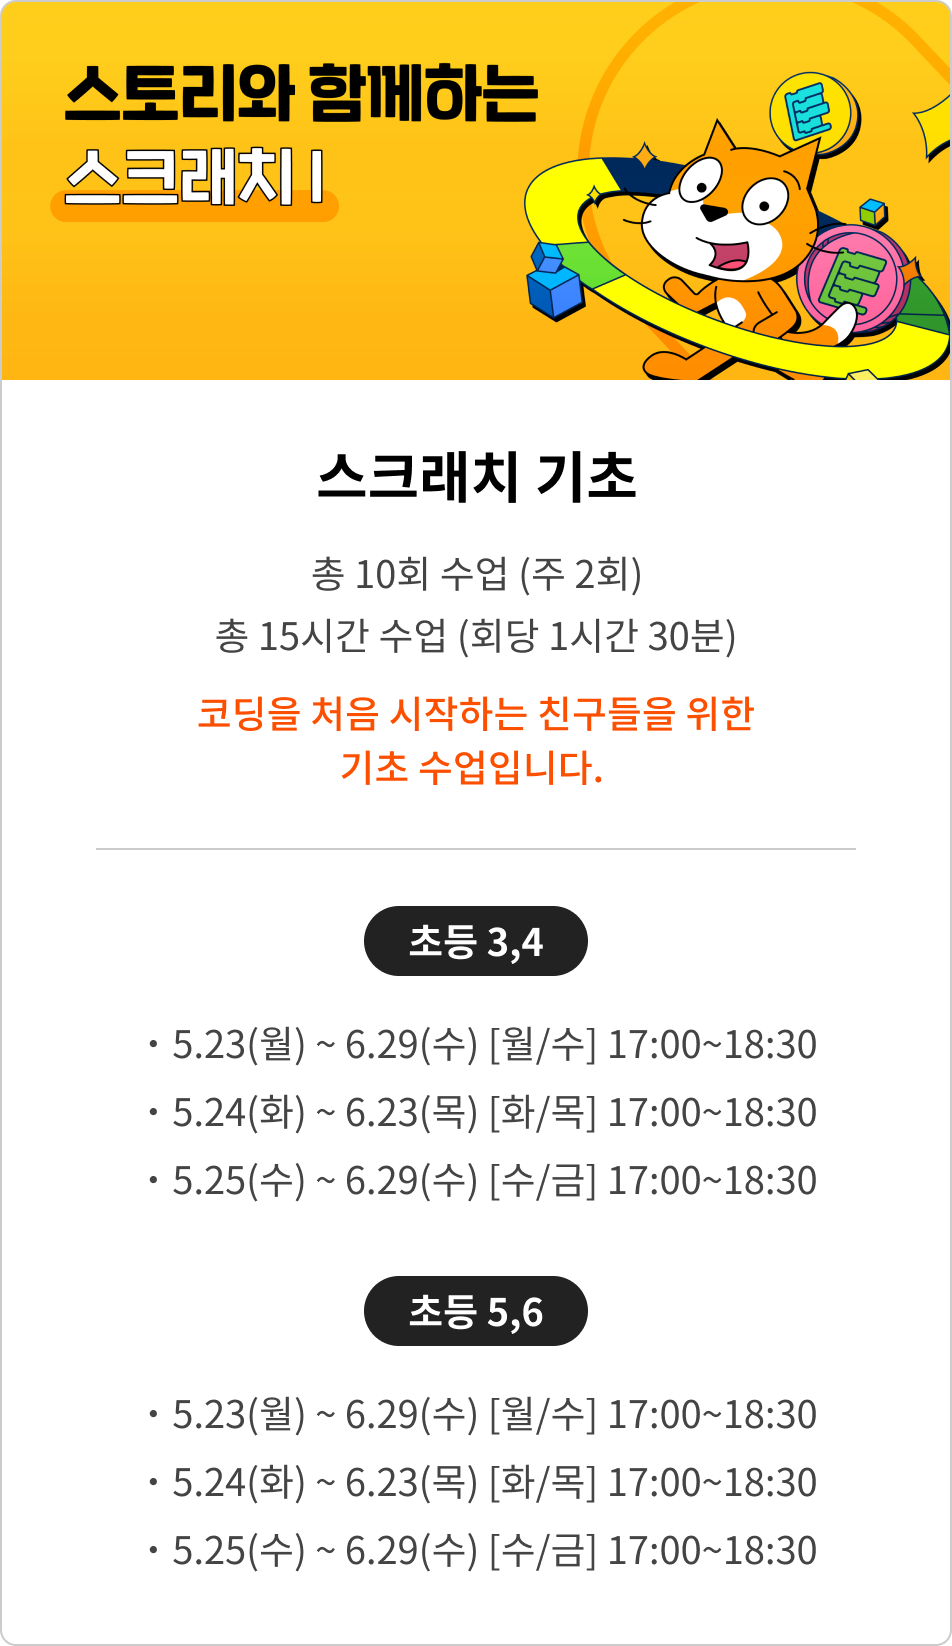 스토리와 함께하는
스크래치 I
스크래치 기초
총 10회 수업 (주 2회)
총 15시간 수업 (회당 1시간 30분)
코딩을 처음 시작하는 친구들을 위한
기초 수업입니다.
초등 3,4
· 5.23(월) ~ 6.29(수) [월/수] 17:00~18:30
· 5.24(화) ~ 6.23(목) [화/목] 17:00~18:30
· 5.25(수) ~ 6.29(수) [수/금] 17:00~18:30
초등 5,6
· 5.23(월) ~ 6.29(수) [월/수] 17:00~18:30
· 5.24(화) ~ 6.23(목) [화/목] 17:00~18:30
· 5.25(수) ~ 6.29(수) [수/금] 17:00~18:30